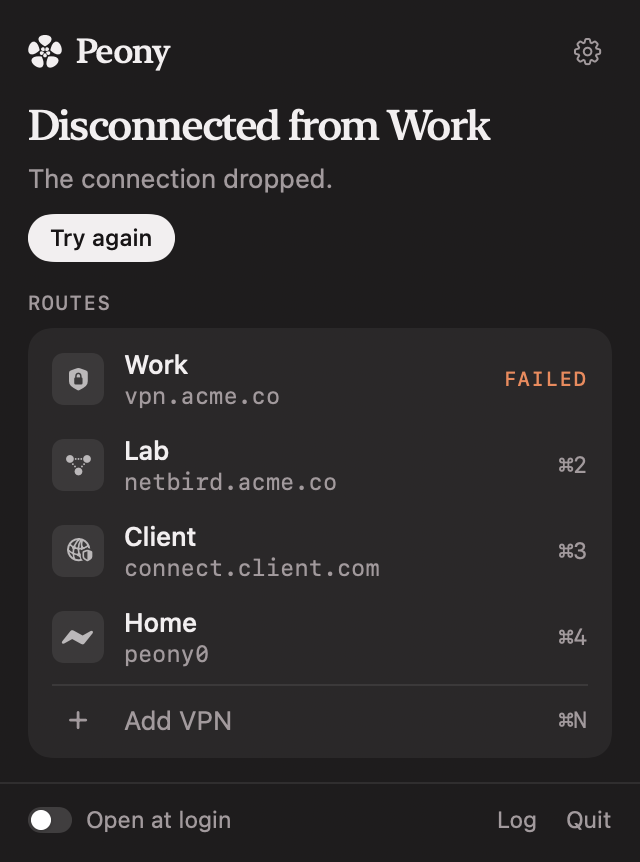 Peony
Disconnected from Work
The connection dropped.
Try again
ROUTES
Work
vpn.acme.co
FAILED
Lab
netbird.acme.co
⌘2
Client
connect.client.com
⌘3
Home
peony0
⌘4
Add VPN
⌘N
Open at login
Log
Quit